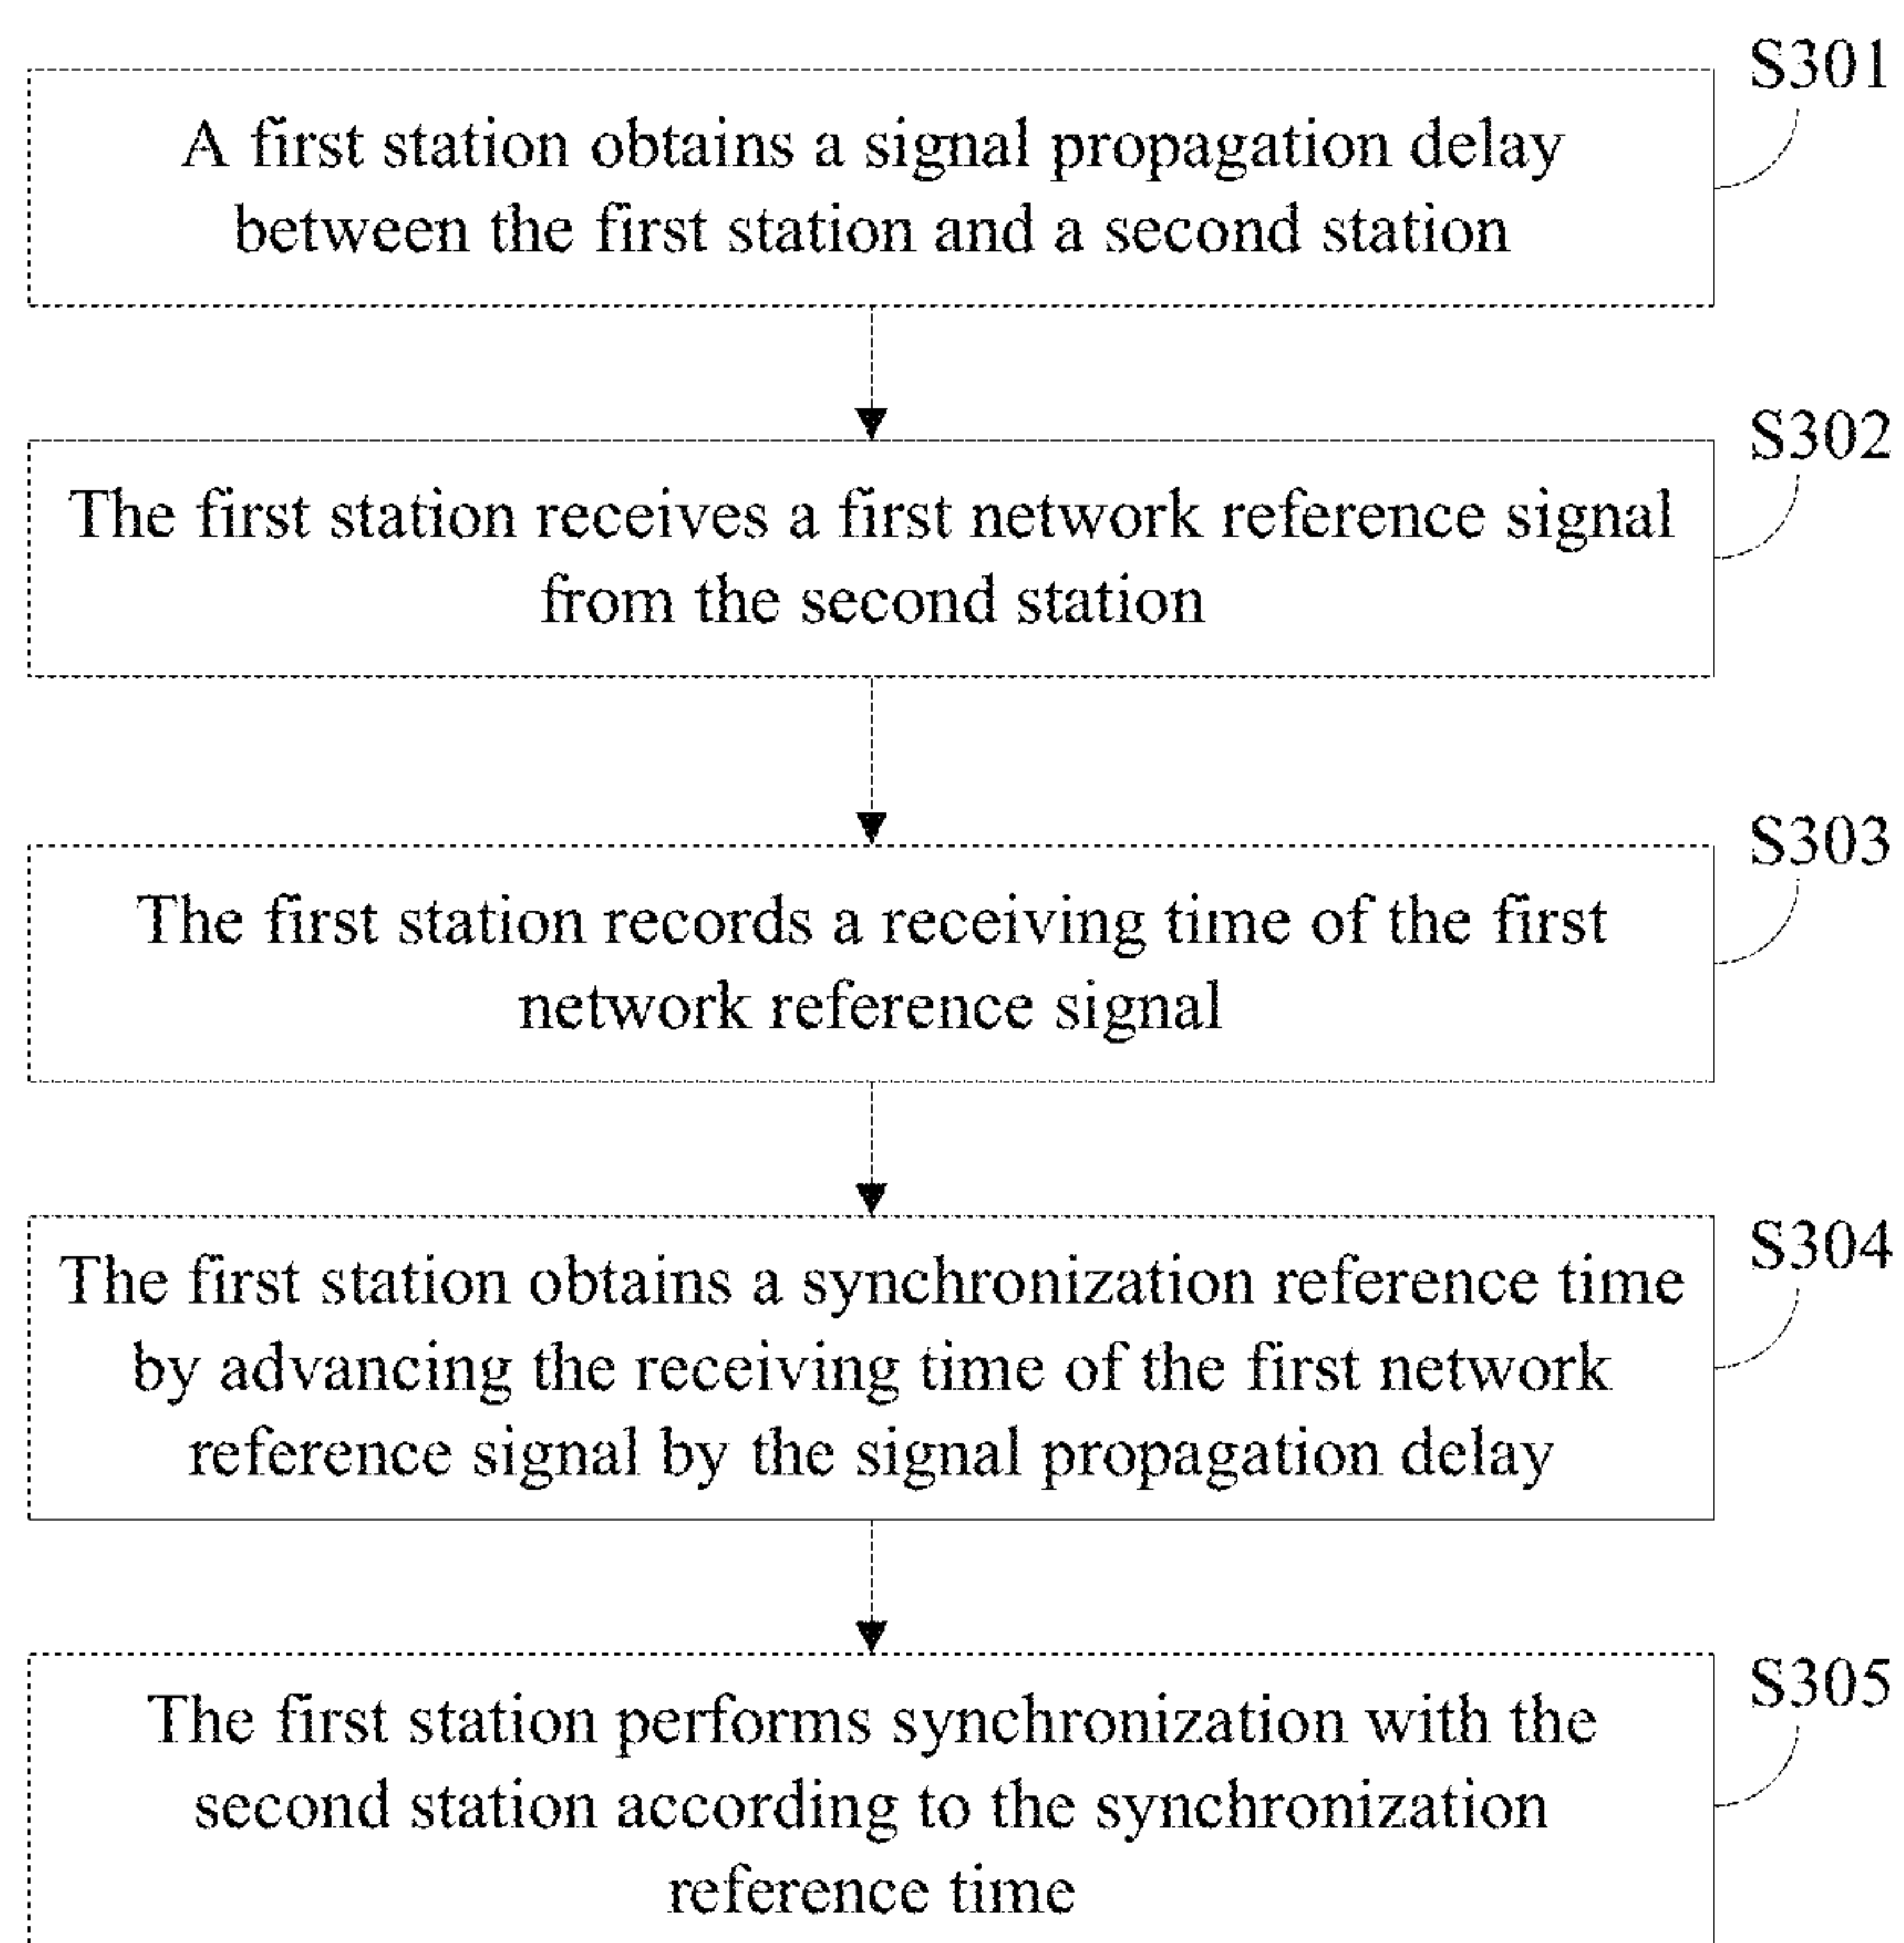 S301
A first station obtains a signal propagation delay
between the first station and a second station
S302
The first station receives a first network reference signal
from the second station
S303
The first station records a receiving time of the first
network reference signal
S304
The first station obtains a synchronization reference time
by advancing the receiving time of the first network
reference signal by the signal propagation delay
S305
The first station performs synchronization with the
second station according to the synchronization
reference time